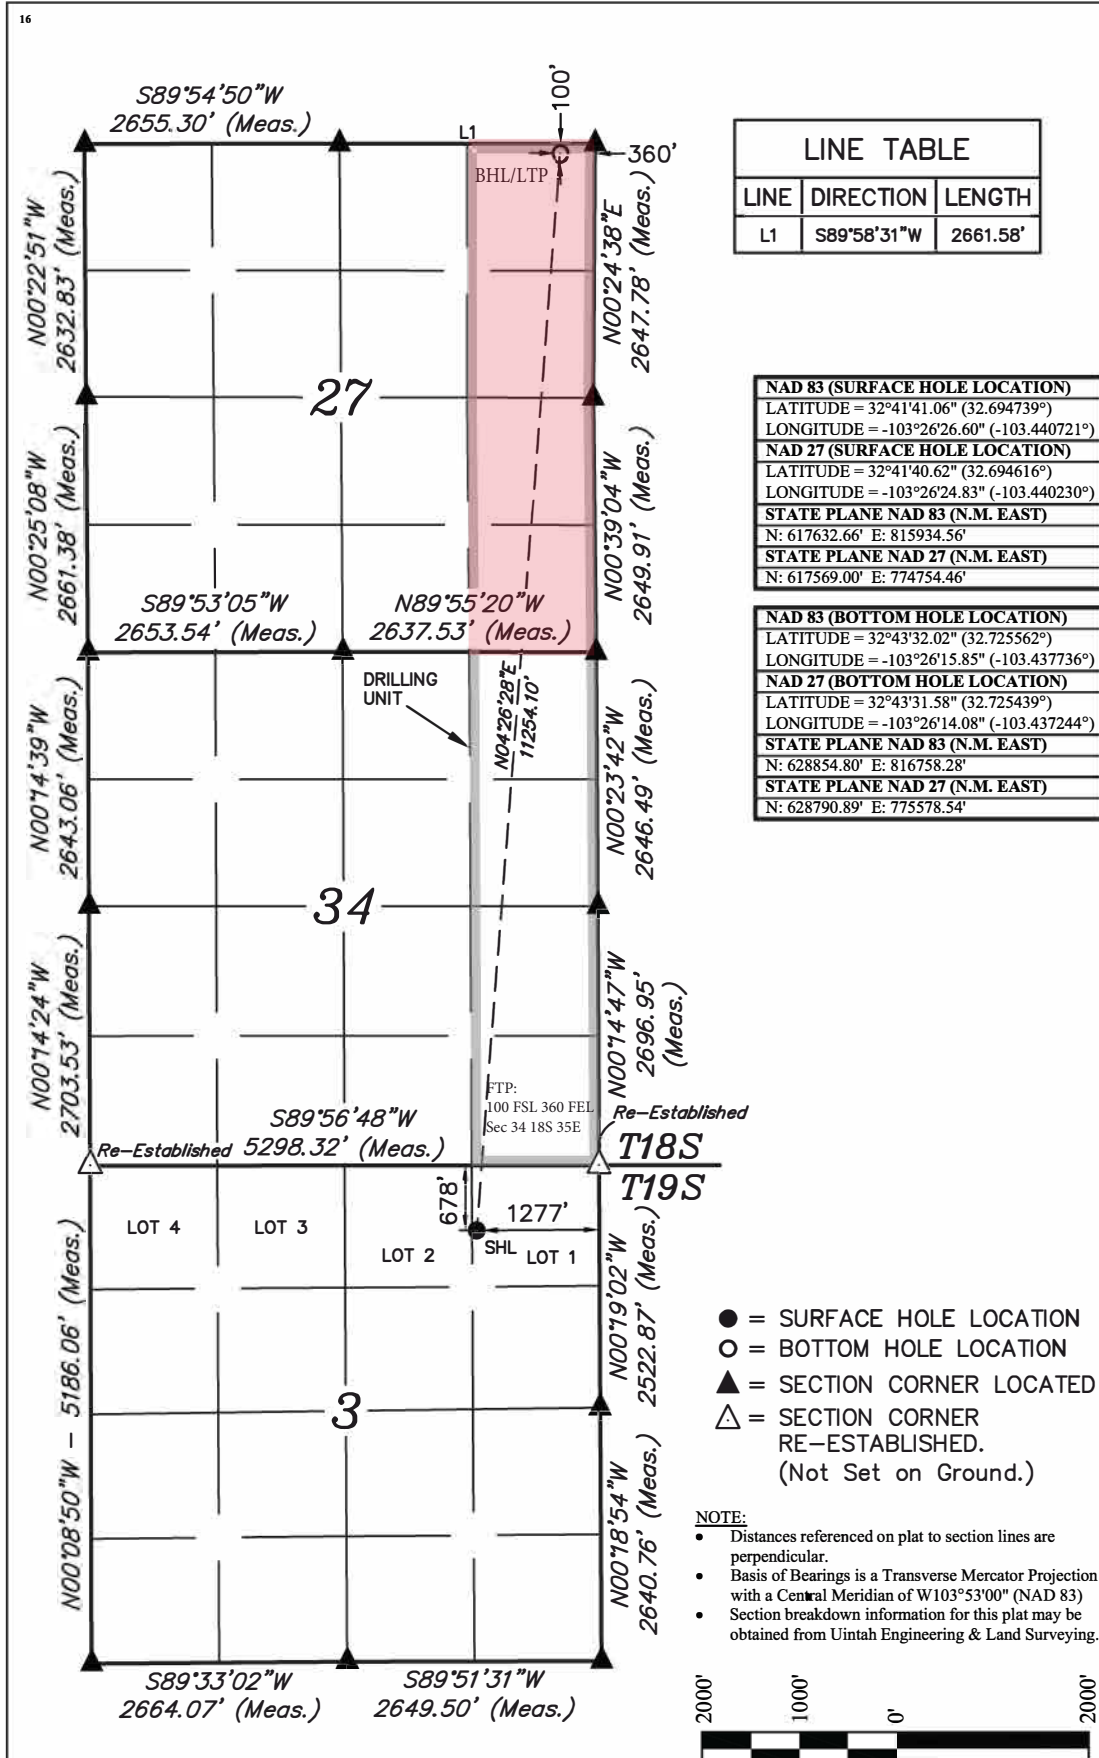 16
S89°54'50"W
2655.30' (Meas.)
L1
100'
360'
BHL/LTP
N00°22'51"W
2632.83' (Meas.)
N00°24'38"E
2647.78' (Meas.)
27
N00°25'08"W
2661.38' (Meas.)
N00°39'04"W
2649.91' (Meas.)
S89°53'05"W
2653.54' (Meas.)
N89°55'20"W
2637.53' (Meas.)
DRILLING
UNIT
N04°26'28"E
11254.10'
N00°14'39"W
2643.06' (Meas.)
N00°23'42"W
2646.49' (Meas.)
34
N00°14'24"W
2703.53' (Meas.)
N00°14'47"W
2696.95'
(Meas.)
FTP:
100 FSL 360 FEL
Sec 34 18S 35E
S89°56'48"W
5298.32' (Meas.)
Re-Established
Re-Established
T18S
T19S
678'
1277'
SHL
LOT 4
LOT 3
LOT 2
LOT 1
N00°08'50"W - 5186.06' (Meas.)
N00°19'02"W
2522.87' (Meas.)
3
N00°18'54"W
2640.76' (Meas.)
S89°33'02"W
2664.07' (Meas.)
S89°51'31"W
2649.50' (Meas.)
LINE TABLE
LINE DIRECTION LENGTH
L1 S89°58'31"W 2661.58'
NAD 83 (SURFACE HOLE LOCATION)
LATITUDE = 32°41'41.06" (32.694739°)
LONGITUDE = -103°26'26.60" (-103.440721°)
NAD 27 (SURFACE HOLE LOCATION)
LATITUDE = 32°41'40.62" (32.694616°)
LONGITUDE = -103°26'24.83" (-103.440230°)
STATE PLANE NAD 83 (N.M. EAST)
N: 617632.66' E: 815934.56'
STATE PLANE NAD 27 (N.M. EAST)
N: 617569.00' E: 774754.46'
NAD 83 (BOTTOM HOLE LOCATION)
LATITUDE = 32°43'32.02" (32.725562°)
LONGITUDE = -103°26'15.85" (-103.437736°)
NAD 27 (BOTTOM HOLE LOCATION)
LATITUDE = 32°43'31.58" (32.725439°)
LONGITUDE = -103°26'14.08" (-103.437244°)
STATE PLANE NAD 83 (N.M. EAST)
N: 628854.80' E: 816758.28'
STATE PLANE NAD 27 (N.M. EAST)
N: 628790.89' E: 775578.54'
= SURFACE HOLE LOCATION
= BOTTOM HOLE LOCATION
= SECTION CORNER LOCATED
= SECTION CORNER
RE-ESTABLISHED.
(Not Set on Ground.)
NOTE:
• Distances referenced on plat to section lines are
perpendicular.
• Basis of Bearings is a Transverse Mercator Projection
with a Central Meridian of W103°53'00" (NAD 83)
• Section breakdown information for this plat may be
obtained from Uintah Engineering & Land Surveying.
2000' 1000' 0' 2000'